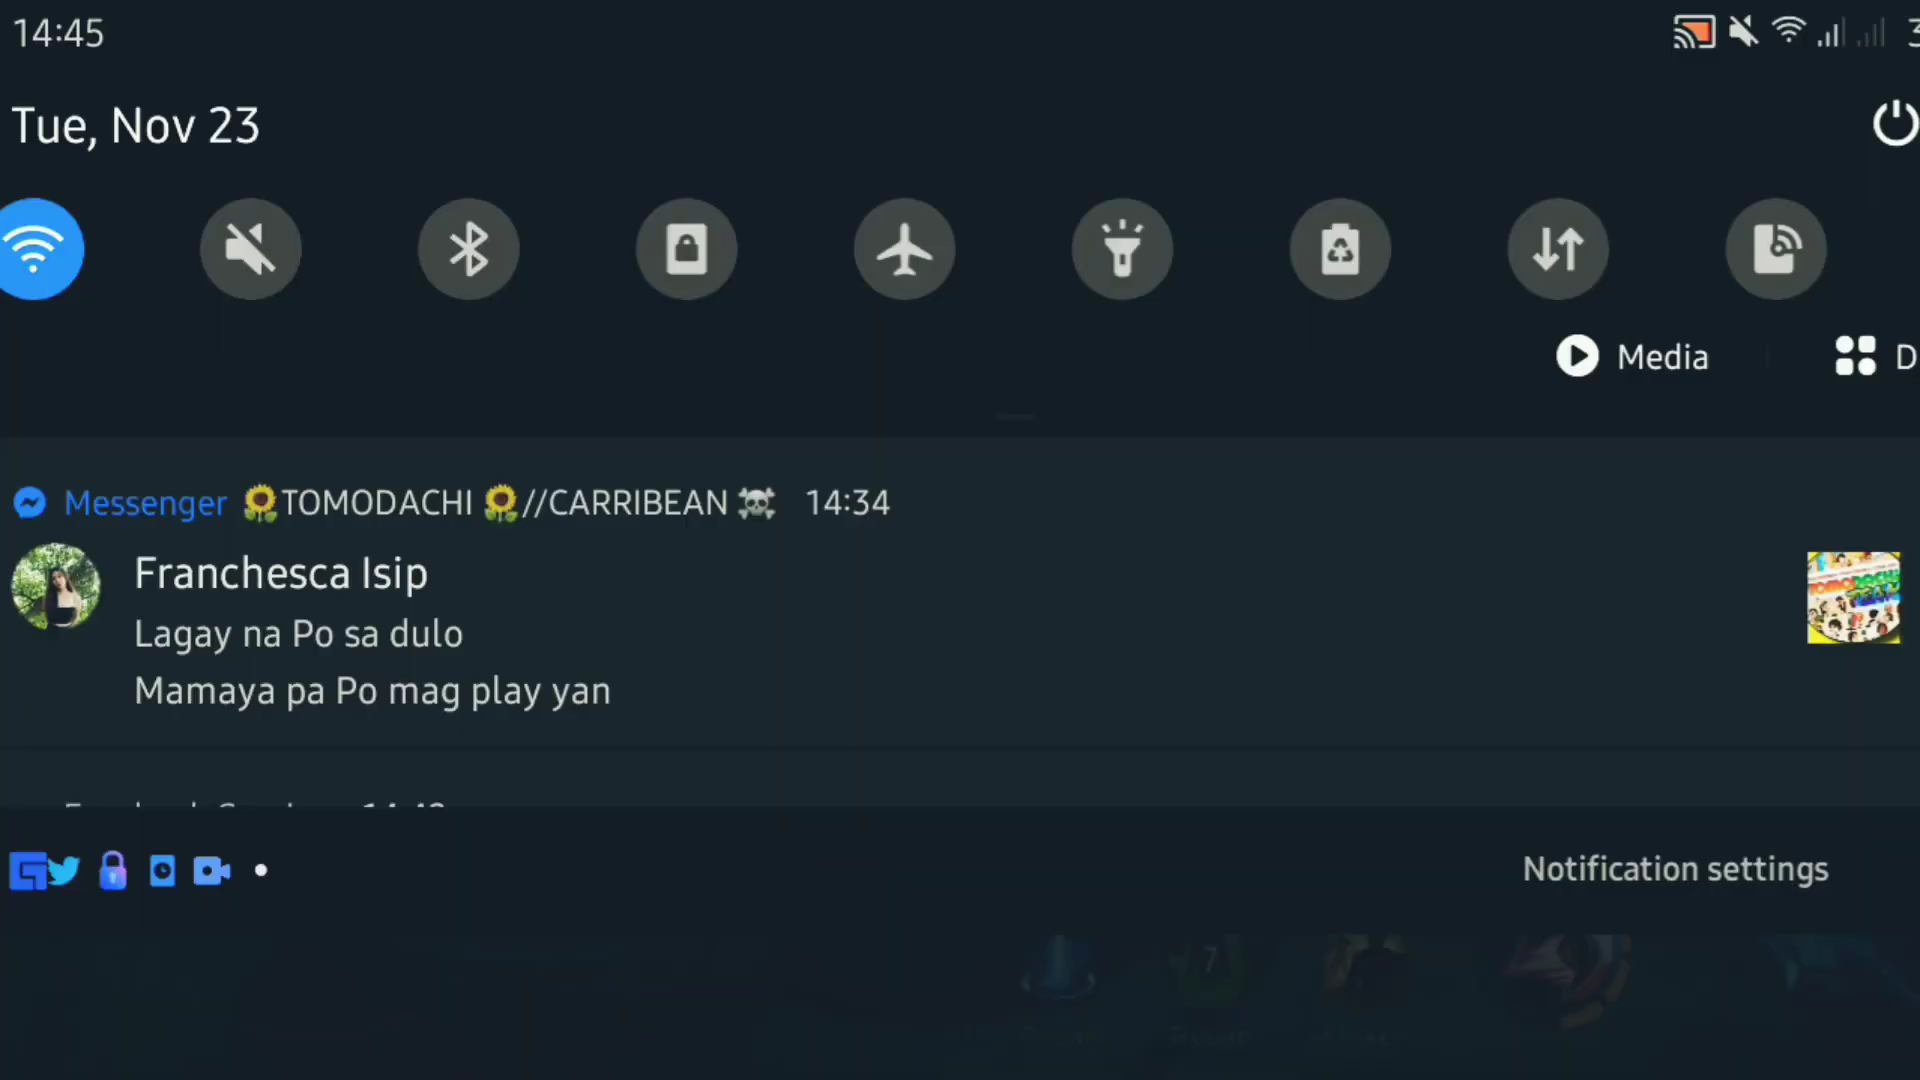 14:45
Tue, Nov 23
Media
Messenger 🌻TOMODACHI 🌻//CARRIBEAN ☠️ 14:34
Franchesca Isip
Lagay na Po sa dulo
Mamaya pa Po mag play yan
Notification settings